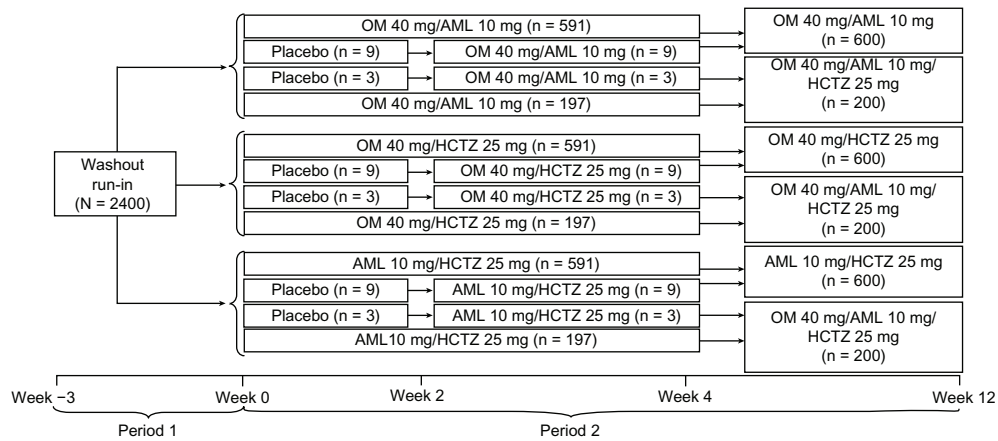 OM 40 mg/AML 10 mg (n = 591)
Placebo (n = 9)
OM 40 mg/AML 10 mg (n = 9)
Placebo (n = 3)
OM 40 mg/AML 10 mg (n = 3)
OM 40 mg/AML 10 mg (n = 197)
OM 40 mg/AML 10 mg
(n = 600)
OM 40 mg/AML 10 mg/
HCTZ 25 mg
(n = 200)
Washout
run-in
(N = 2400)
OM 40 mg/HCTZ 25 mg (n = 591)
Placebo (n = 9)
OM 40 mg/HCTZ 25 mg (n = 9)
Placebo (n = 3)
OM 40 mg/HCTZ 25 mg (n = 3)
OM 40 mg/HCTZ 25 mg (n = 197)
OM 40 mg/HCTZ 25 mg
(n = 600)
OM 40 mg/AML 10 mg/
HCTZ 25 mg
(n = 200)
AML 10 mg/HCTZ 25 mg (n = 591)
Placebo (n = 9)
AML 10 mg/HCTZ 25 mg (n = 9)
Placebo (n = 3)
AML 10 mg/HCTZ 25 mg (n = 3)
AML10 mg/HCTZ 25 mg (n = 197)
AML 10 mg/HCTZ 25 mg
(n = 600)
OM 40 mg/AML 10 mg/
HCTZ 25 mg
(n = 200)
Week −3
Week 0
Week 2
Week 4
Week 12
Period 1
Period 2